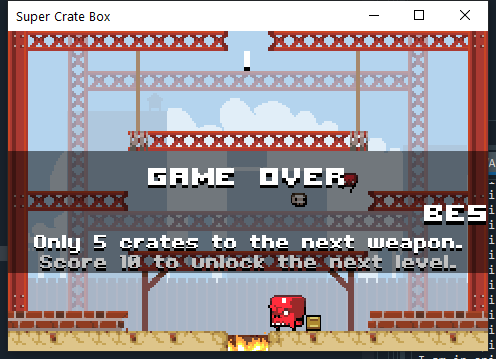 Super Crate Box
GAME OVER
BES
Only 5 crates to the next weapon.
Score 10 to unlock the next level.